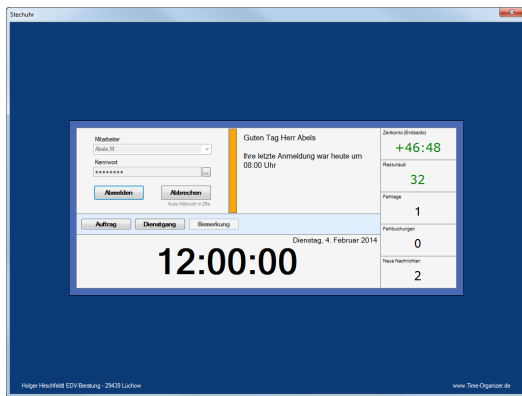 Stechuhr
Mitarbeiter
Abels,M.
Kennwort
********
...
Abmelden
Abbrechen
Auto Abbruch in 29s
Guten Tag Herr Abels
Ihre letzte Anmeldung war heute um
08:00 Uhr
Auftrag
Dienstgang
Bemerkung
Dienstag, 4. Februar 2014
12:00:00
Zeitkonto (Endsaldo)
+46:48
Resturlaub
32
Fehltage
1
Fehlbuchungen
0
Neue Nachrichten
2
Holger Hirschfeldt EDV-Beratung - 29439 Lüchow
www.Time-Organizer.de